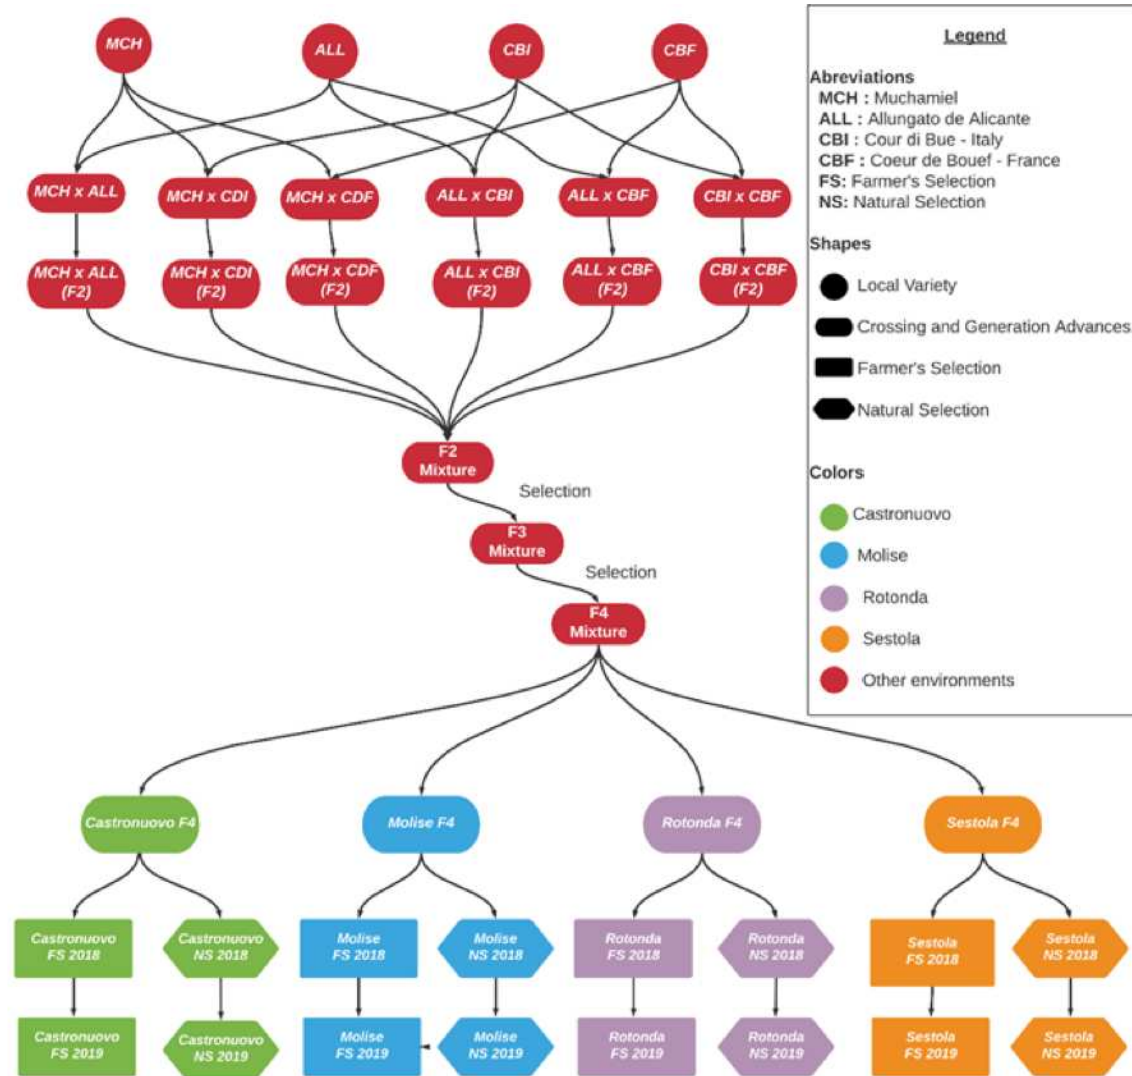 MCH
ALL
CBI
CBF
MCH x ALL
MCH x CDI
MCH x CDF
ALL x CBI
ALL x CBF
CBI x CBF
MCH x ALL
(F2)
MCH x CDI
(F2)
MCH x CDF
(F2)
ALL x CBI
(F2)
ALL x CBF
(F2)
CBI x CBF
(F2)
F2
Mixture
Selection
F3
Mixture
Selection
F4
Mixture
Castronuovo F4
Molise F4
Rotonda F4
Sestola F4
Castronuovo
FS 2018
Castronuovo
NS 2018
Molise
FS 2018
Molise
NS 2018
Rotonda
FS 2018
Rotonda
NS 2018
Sestola
FS 2018
Sestola
NS 2018
Castronuovo
FS 2019
Castronuovo
NS 2019
Molise
FS 2019
Molise
NS 2019
Rotonda
FS 2019
Rotonda
NS 2019
Sestola
FS 2019
Sestola
NS 2019
Legend
Abreviations
MCH : Muchamiel
ALL : Allungato de Alicante
CBI : Cour di Bue - Italy
CBF : Coeur de Bouef - France
FS: Farmer's Selection
NS: Natural Selection
Shapes
Local Variety
Crossing and Generation Advances
Farmer's Selection
Natural Selection
Colors
Castronuovo
Molise
Rotonda
Sestola
Other environments